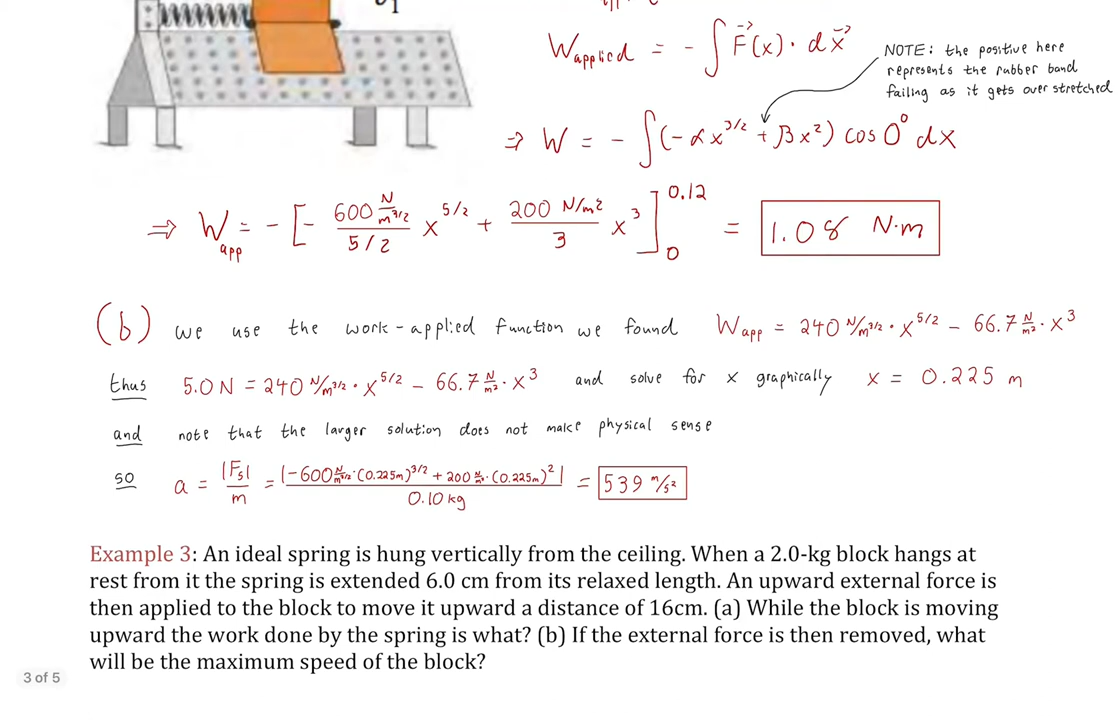 W applied = - ∫ F⃗(x) · dx⃗
NOTE: the positive here
represents the rubber band
failing as it gets over stretched
⇒ W = - ∫(-αx^3/2 + βx²) cos 0° dx
⇒ W app = - [- (600 N/m^3/2)/(5/2) x^5/2 + (200 N/m²)/3 x³]₀^0.12 = 1.08 N·m
(b) we use the work-applied function we found W app = 240 N/m^3/2 · x^5/2 - 66.7 N/m² · x³
thus 5.0 N = 240 N/m^3/2 · x^5/2 - 66.7 N/m² · x³ and solve for x graphically x = 0.225 m
and note that the larger solution does not make physical sense
so a = |Fs|/m = |-600 N/m^3/2 · (0.225m)^3/2 + 200 N/m² · (0.225m)²| / 0.10 kg = 539 m/s²
Example 3: An ideal spring is hung vertically from the ceiling. When a 2.0-kg block hangs at
rest from it the spring is extended 6.0 cm from its relaxed length. An upward external force is
then applied to the block to move it upward a distance of 16cm. (a) While the block is moving
upward the work done by the spring is what? (b) If the external force is then removed, what
will be the maximum speed of the block?
3 of 5